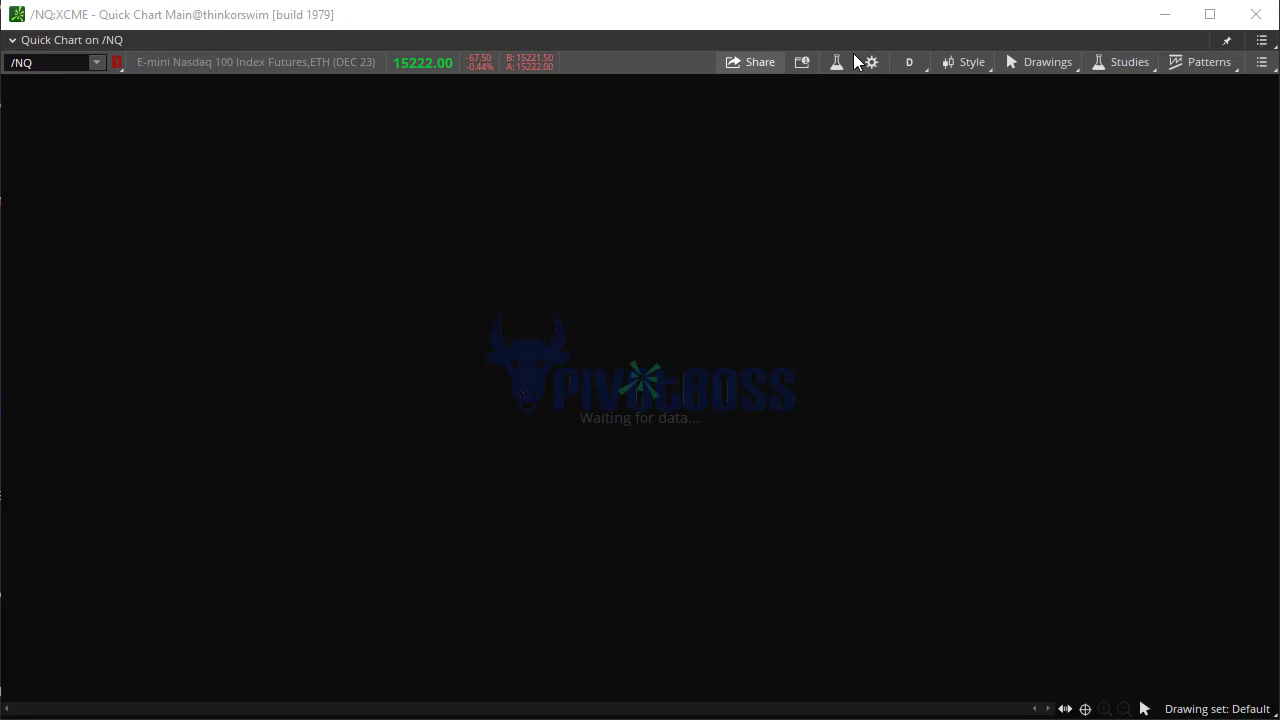 /NQ:XCME - Quick Chart Main@thinkorswim [build 1979]
Quick Chart on /NQ
/NQ
1
E-mini Nasdaq 100 Index Futures,ETH (DEC 23)
15222.00
-67.50
-0.44%
B: 15221.50
A: 15222.00
Share
D
Style
Drawings
Studies
Patterns
PIVOTBOSS
Waiting for data...
Drawing set: Default